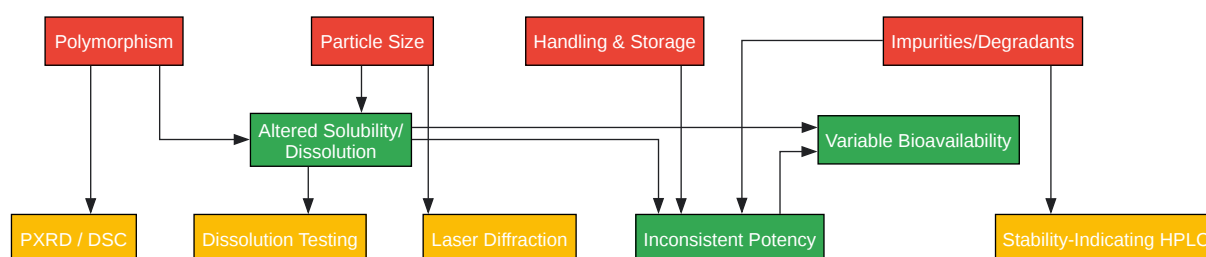 Polymorphism
Particle Size
Handling & Storage
Impurities/Degradants
Altered Solubility/
Dissolution
Variable Bioavailability
PXRD / DSC
Dissolution Testing
Laser Diffraction
Inconsistent Potency
Stability-Indicating HPLC